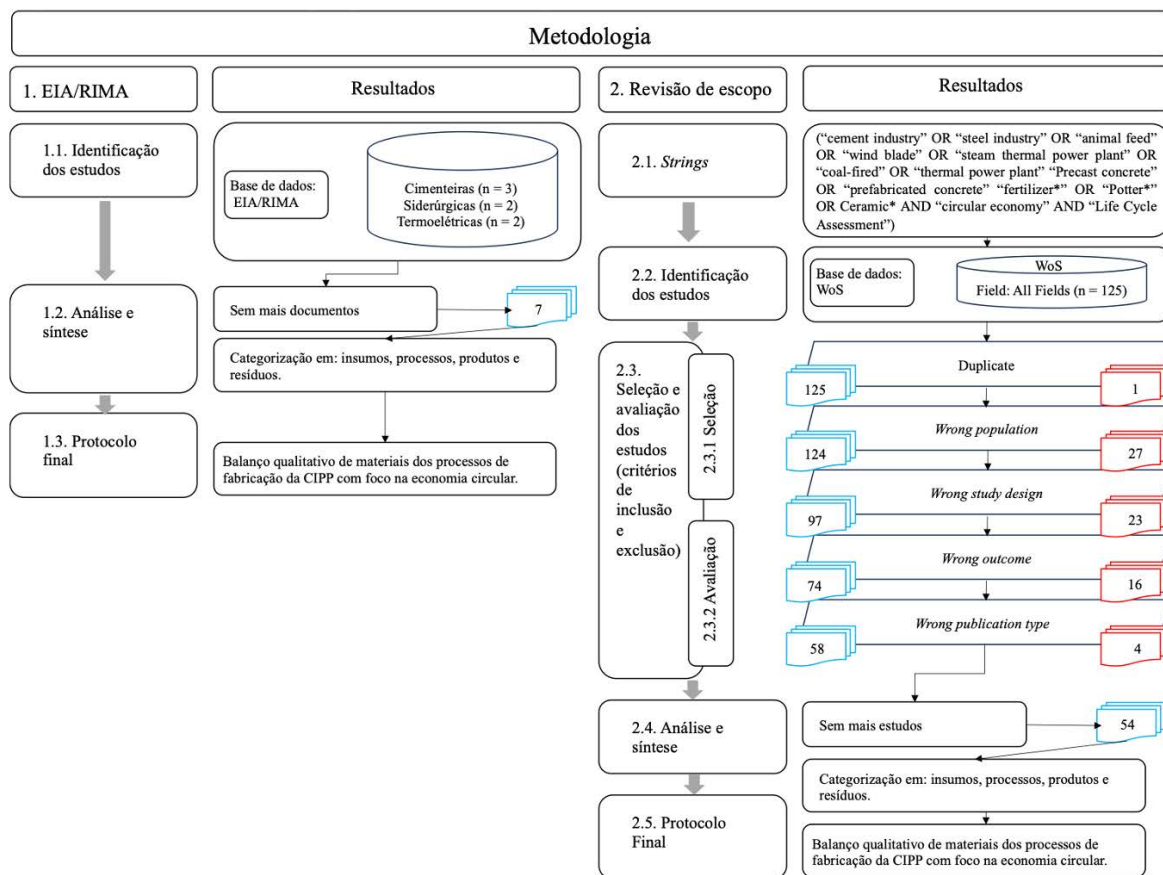 Metodologia
1. EIA/RIMA
Resultados
1.1. Identificação
dos estudos
Base de dados:
EIA/RIMA
Cimenteiras (n = 3)
Siderúrgicas (n = 2)
Termoelétricas (n = 2)
1.2. Análise e
síntese
Sem mais documentos
7
Categorização em: insumos, processos, produtos e
resíduos.
1.3. Protocolo
final
Balanço qualitativo de materiais dos processos de
fabricação da CIPP com foco na economia circular.
2. Revisão de escopo
Resultados
2.1. Strings
(“cement industry” OR “steel industry” OR “animal feed”
OR “wind blade” OR “steam thermal power plant” OR
“coal-fired” OR “thermal power plant” “Precast concrete”
OR “prefabricated concrete” “fertilizer*” OR “Potter*”
OR Ceramic* AND “circular economy” AND “Life Cycle
Assessment”)
2.2. Identificação
dos estudos
Base de dados:
WoS
WoS
Field: All Fields (n = 125)
2.3.
Seleção e
avaliação
dos
estudos
(critérios
de
inclusão
e
exclusão)
2.3.1 Seleção
2.3.2 Avaliação
Duplicate
125
1
Wrong population
124
27
Wrong study design
97
23
Wrong outcome
74
16
Wrong publication type
58
4
2.4. Análise e
síntese
Sem mais estudos
54
Categorização em: insumos, processos, produtos e
resíduos.
2.5. Protocolo
Final
Balanço qualitativo de materiais dos processos de
fabricação da CIPP com foco na economia circular.